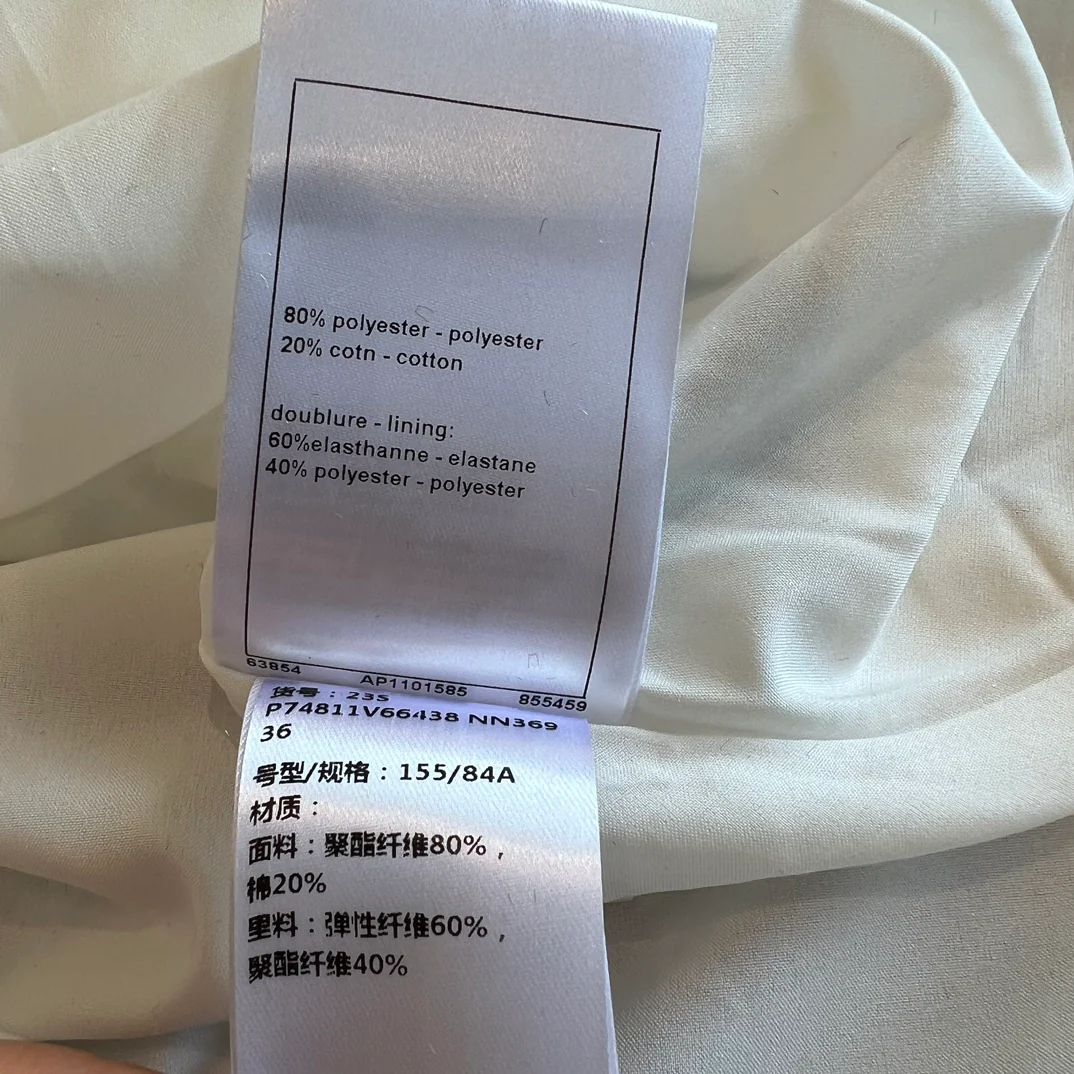 80% polyester - polyester
20% cotn - cotton
doublure - lining:
60%elasthanne - elastane
40% polyester - polyester
63854 AP1101585 855459
货号：23S
P74811V66438 NN369
36
号型/规格：155/84A
材质：
面料：聚酯纤维80%，
棉20%
里料：弹性纤维60%，
聚酯纤维40%